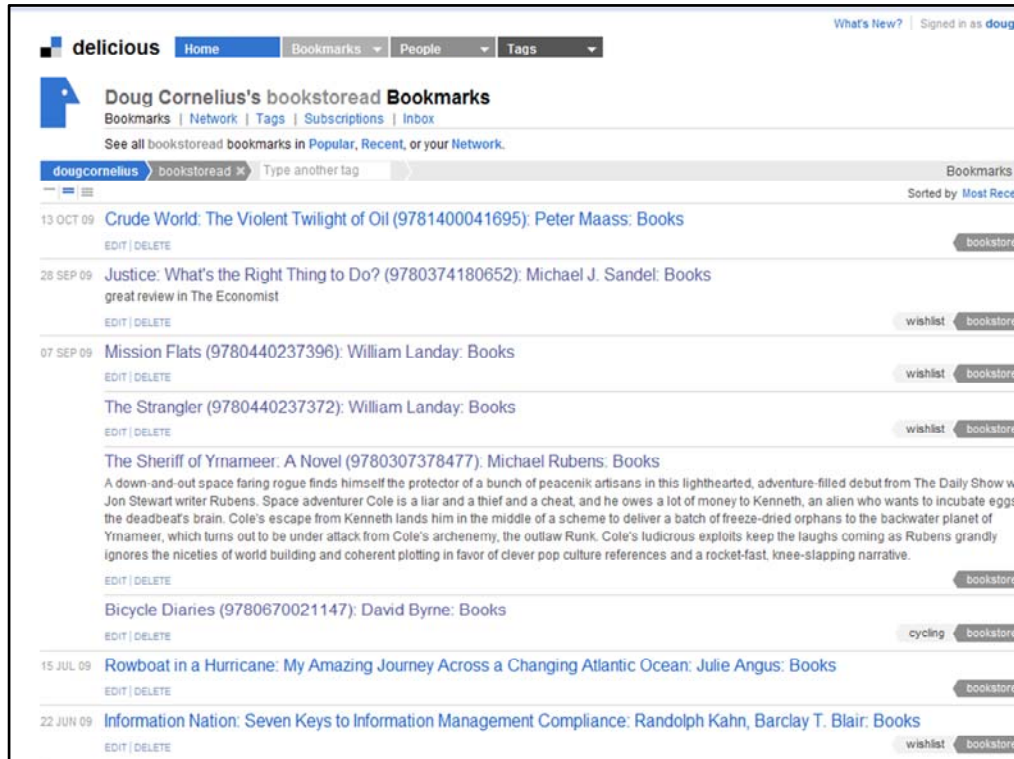 What's New? | Signed in as doug
delicious Home Bookmarks People Tags
Doug Cornelius's bookstoread Bookmarks
Bookmarks | Network | Tags | Subscriptions | Inbox
See all bookstoread bookmarks in Popular, Recent, or your Network.
dougcornelius bookstoread Type another tag Bookmarks
Sorted by Most Rece
13 OCT 09 Crude World: The Violent Twilight of Oil (9781400041695): Peter Maass: Books
EDIT | DELETE bookstore
28 SEP 09 Justice: What's the Right Thing to Do? (9780374180652): Michael J. Sandel: Books
great review in The Economist
EDIT | DELETE wishlist bookstore
07 SEP 09 Mission Flats (9780440237396): William Landay: Books
EDIT | DELETE wishlist bookstore
The Strangler (9780440237372): William Landay: Books
EDIT | DELETE wishlist bookstore
The Sheriff of Yrnameer: A Novel (9780307378477): Michael Rubens: Books
A down-and-out space faring rogue finds himself the protector of a bunch of peacenik artisans in this lighthearted, adventure-filled debut from The Daily Show w
Jon Stewart writer Rubens. Space adventurer Cole is a liar and a thief and a cheat, and he owes a lot of money to Kenneth, an alien who wants to incubate eggs
the deadbeat's brain. Cole's escape from Kenneth lands him in the middle of a scheme to deliver a batch of freeze-dried orphans to the backwater planet of
Yrnameer, which turns out to be under attack from Cole's archenemy, the outlaw Runk. Cole's ludicrous exploits keep the laughs coming as Rubens grandly
ignores the niceties of world building and coherent plotting in favor of clever pop culture references and a rocket-fast, knee-slapping narrative.
EDIT | DELETE bookstore
Bicycle Diaries (9780670021147): David Byrne: Books
EDIT | DELETE cycling bookstore
15 JUL 09 Rowboat in a Hurricane: My Amazing Journey Across a Changing Atlantic Ocean: Julie Angus: Books
EDIT | DELETE bookstore
22 JUN 09 Information Nation: Seven Keys to Information Management Compliance: Randolph Kahn, Barclay T. Blair: Books
EDIT | DELETE wishlist bookstore